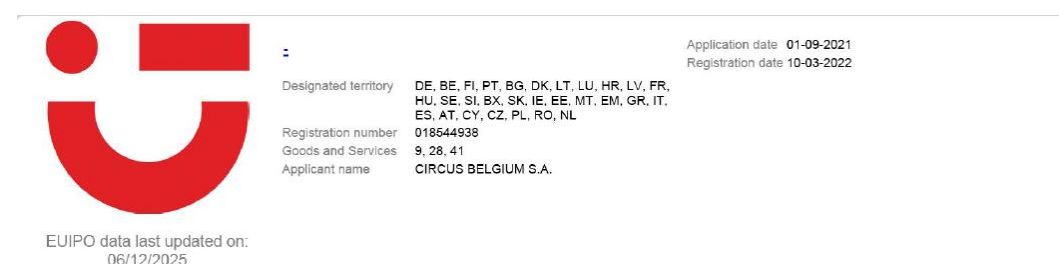 -
Application date 01-09-2021
Registration date 10-03-2022
Designated territory DE, BE, FI, PT, BG, DK, LT, LU, HR, LV, FR,
HU, SE, SI, BX, SK, IE, EE, MT, EM, GR, IT,
ES, AT, CY, CZ, PL, RO, NL
Registration number 018544938
Goods and Services 9, 28, 41
Applicant name CIRCUS BELGIUM S.A.
EUIPO data last updated on:
06/12/2025